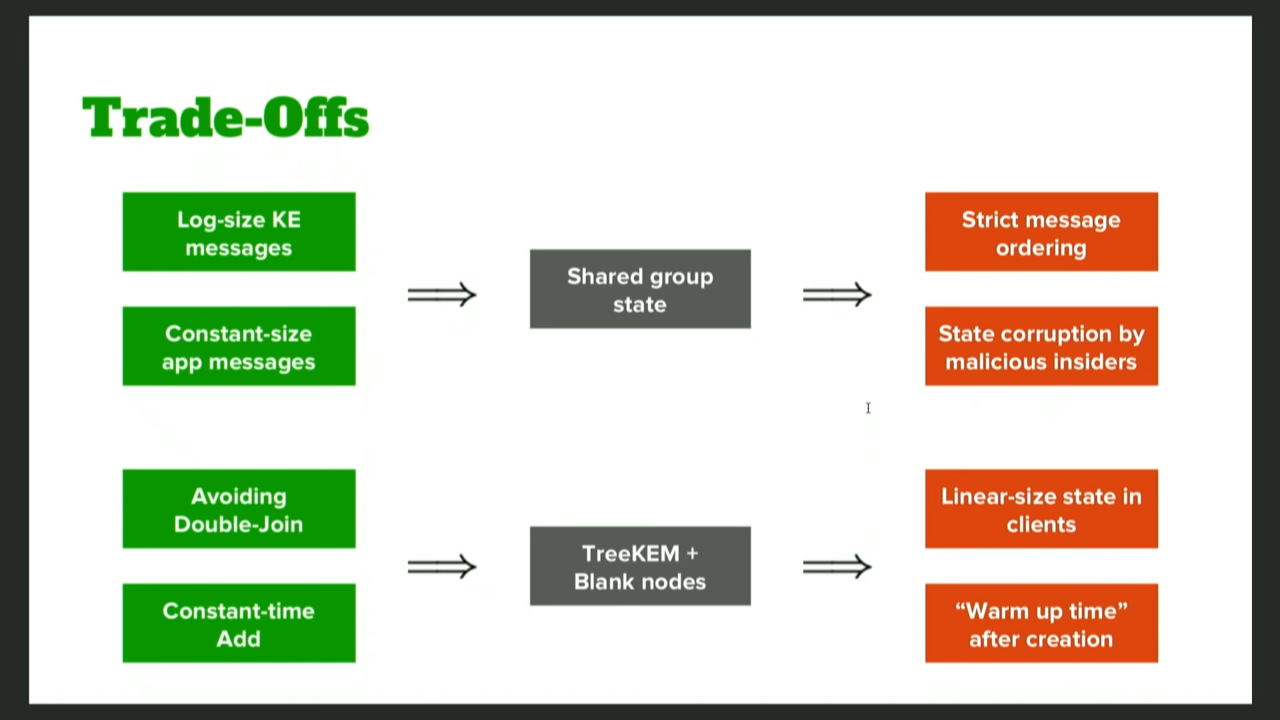 Trade-Offs
Log-size KE
messages
Constant-size
app messages
Shared group
state
Strict message
ordering
State corruption by
malicious insiders
Avoiding
Double-Join
Constant-time
Add
TreeKEM +
Blank nodes
Linear-size state in
clients
“Warm up time”
after creation